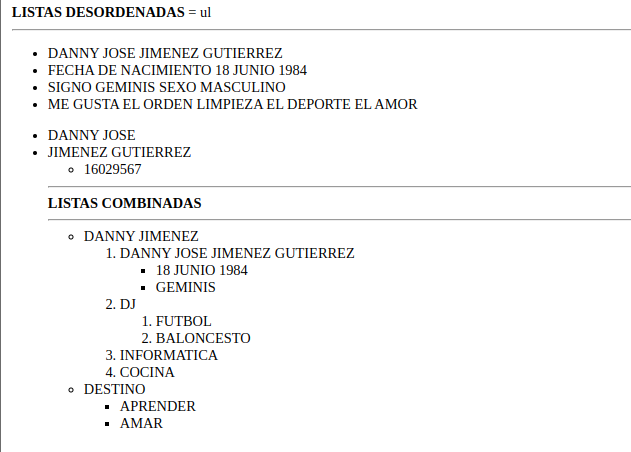 LISTAS DESORDENADAS = ul
DANNY JOSE JIMENEZ GUTIERREZ
FECHA DE NACIMIENTO 18 JUNIO 1984
SIGNO GEMINIS SEXO MASCULINO
ME GUSTA EL ORDEN LIMPIEZA EL DEPORTE EL AMOR
DANNY JOSE
JIMENEZ GUTIERREZ
16029567
LISTAS COMBINADAS
DANNY JIMENEZ
1. DANNY JOSE JIMENEZ GUTIERREZ
18 JUNIO 1984
GEMINIS
2. DJ
1. FUTBOL
2. BALONCESTO
3. INFORMATICA
4. COCINA
DESTINO
APRENDER
AMAR